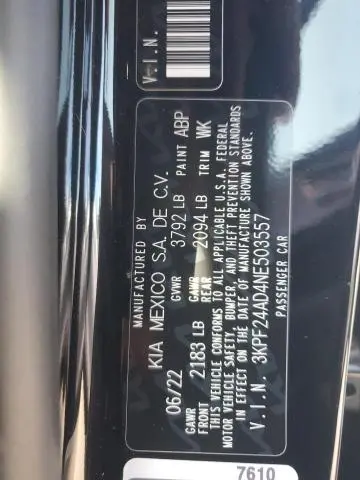 V.I.N.
MANUFACTURED BY
KIA MEXICO S.A. DE C.V.
06/22 GVWR 3792 LB PAINT ABP
GAWR FRONT 2183 LB GAWR REAR 2094 LB TRIM WK
THIS VEHICLE CONFORMS TO ALL APPLICABLE U.S.A. FEDERAL
MOTOR VEHICLE SAFETY, BUMPER, AND THEFT PREVENTION STANDARDS
IN EFFECT ON THE DATE OF MANUFACTURE SHOWN ABOVE.
V.I.N. 3KPF24AD4NE503557
PASSENGER CAR
7610